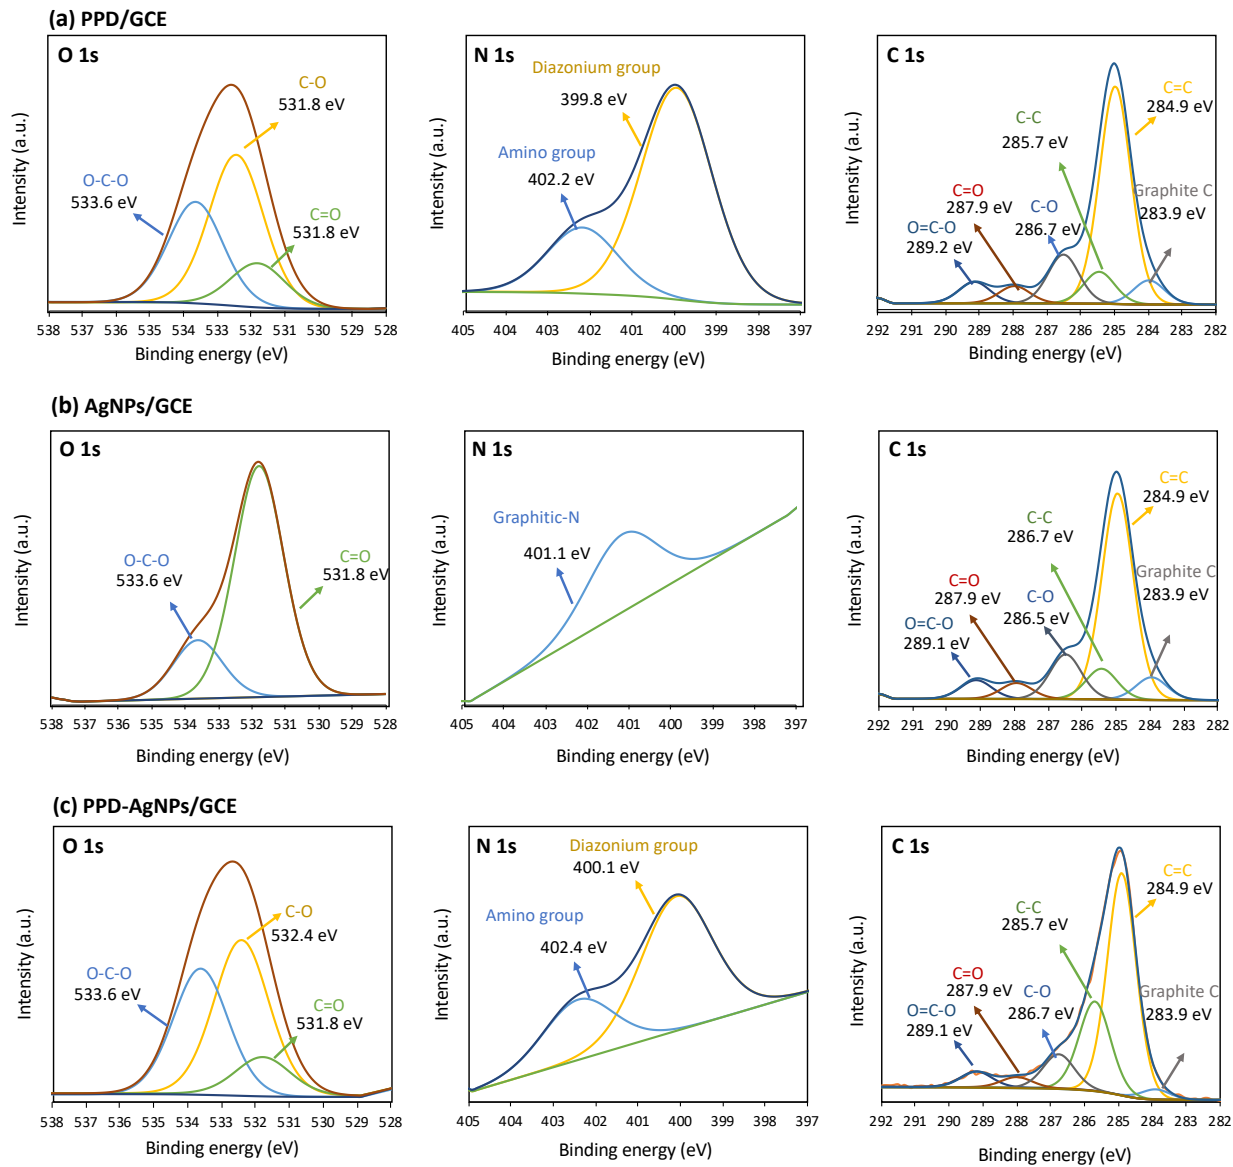 (a) PPD/GCE
O 1s
C-O
531.8 eV
O-C-O
533.6 eV
C=O
531.8 eV
Intensity (a.u.)
538 537 536 535 534 533 532 531 530 529 528
Binding energy (eV)
N 1s
Diazonium group
399.8 eV
Amino group
402.2 eV
Intensity (a.u.)
405 404 402 401 400 399 397
Binding energy (eV)
C 1s
C=C
284.9 eV
C-C
285.7 eV
C=O
287.9 eV
C-O
286.7 eV
Graphite C
283.9 eV
O=C-O
289.2 eV
Intensity (a.u.)
292 291 290 289 288 287 286 285 284 283 282
Binding energy (eV)
(b) AgNPs/GCE
O 1s
O-C-O
533.6 eV
C=O
531.8 eV
Intensity (a.u.)
538 537 536 535 534 533 532 531 530 529 528
Binding energy (eV)
N 1s
Graphitic-N
401.1 eV
Intensity (a.u.)
405 404 402 401 400 399 397
Binding energy (eV)
C 1s
C=C
284.9 eV
C-C
286.7 eV
C=O
287.9 eV
C-O
286.5 eV
Graphite C
283.9 eV
O=C-O
289.1 eV
Intensity (a.u.)
292 291 290 289 288 287 286 285 284 283 282
Binding energy (eV)
(c) PPD-AgNPs/GCE
O 1s
C-O
532.4 eV
O-C-O
533.6 eV
C=O
531.8 eV
Intensity (a.u.)
538 537 536 535 534 533 532 531 530 529 528
Binding energy (eV)
N 1s
Diazonium group
400.1 eV
Amino group
402.4 eV
Intensity (a.u.)
405 404 402 401 400 399 397
Binding energy (eV)
C 1s
C=C
284.9 eV
C-C
285.7 eV
C=O
287.9 eV
C-O
286.7 eV
Graphite C
283.9 eV
O=C-O
289.1 eV
Intensity (a.u.)
292 291 290 289 288 287 286 285 284 283 282
Binding energy (eV)